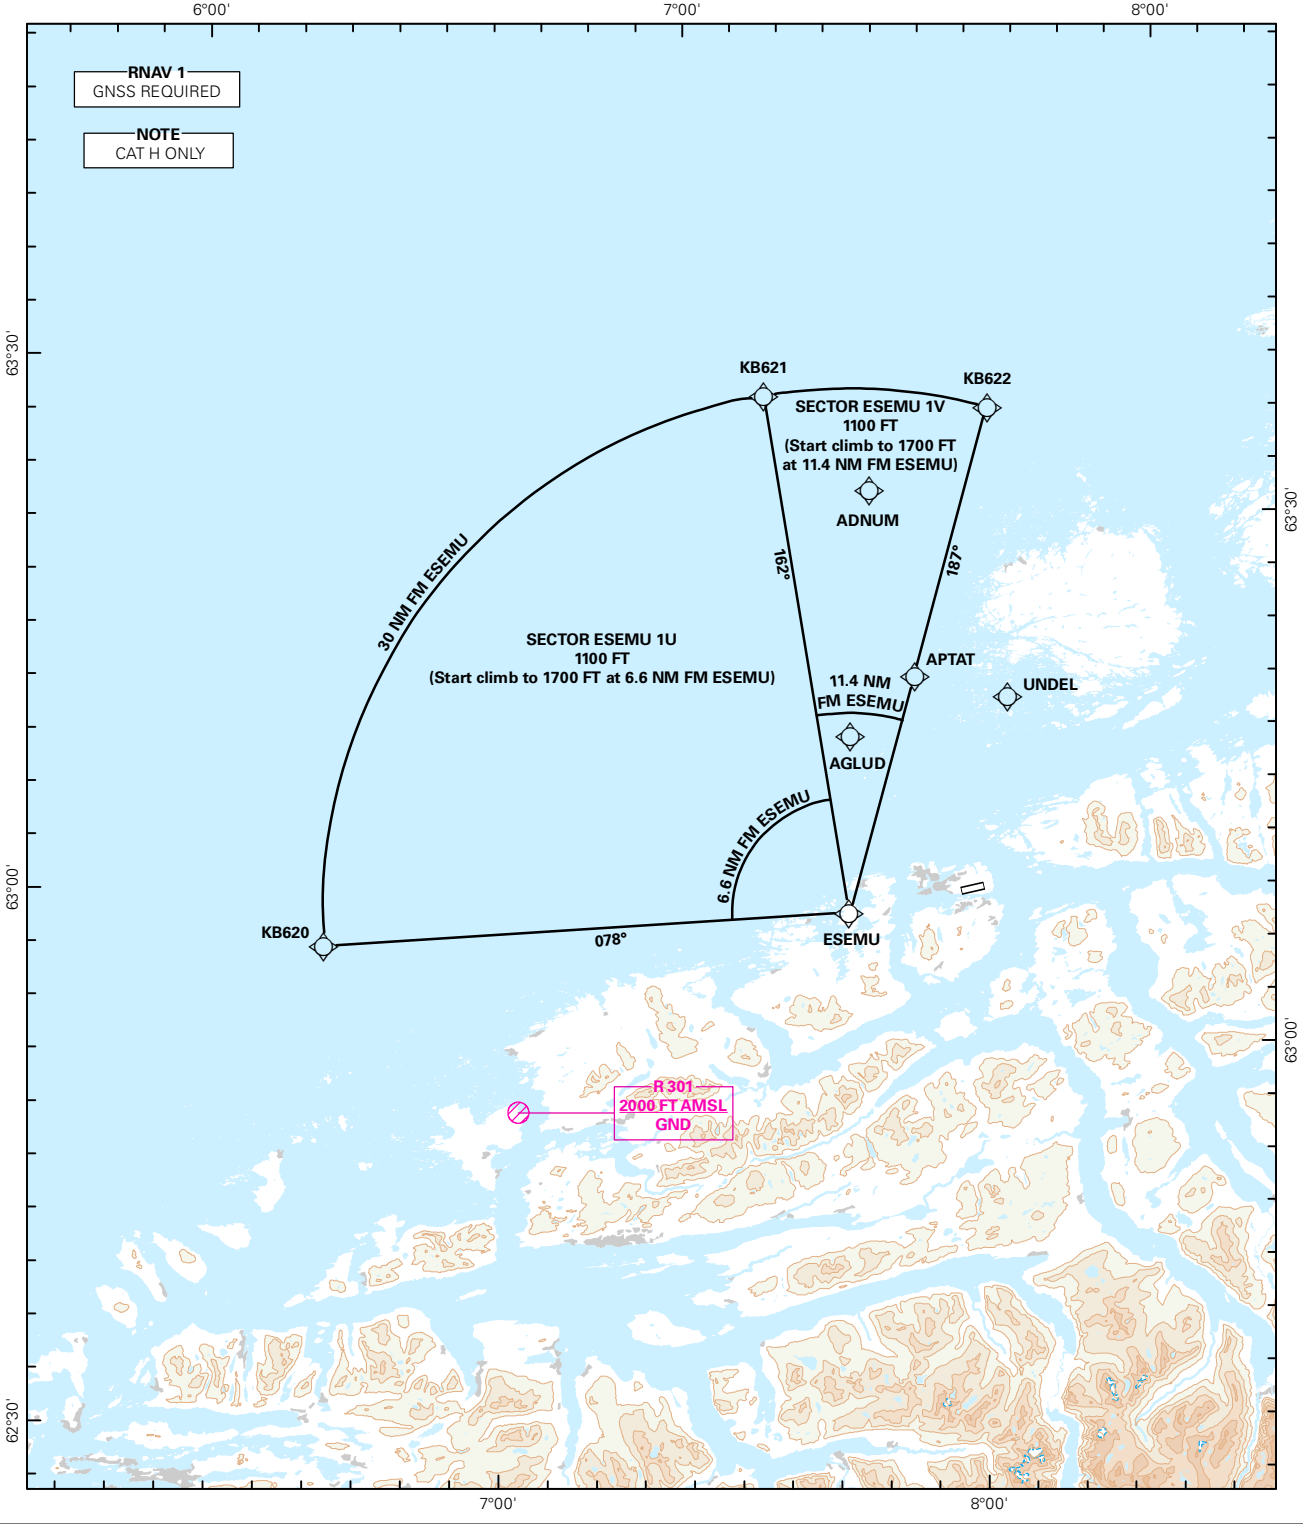 6°00'
7°00'
8°00'
RNAV 1
GNSS REQUIRED
NOTE
CAT H ONLY
63°30'
KB621
KB622
SECTOR ESEMU 1V
1100 FT
(Start climb to 1700 FT
at 11.4 NM FM ESEMU)
ADNUM
63°30'
30 NM FM ESEMU
162°
187°
SECTOR ESEMU 1U
1100 FT
(Start climb to 1700 FT at 6.6 NM FM ESEMU)
APTAT
UNDEL
11.4 NM
FM ESEMU
AGLUD
6.6 NM FM ESEMU
63°00'
KB620
078°
ESEMU
63°00'
R 301
2000 FT AMSL
GND
62°30'
7°00'
8°00'